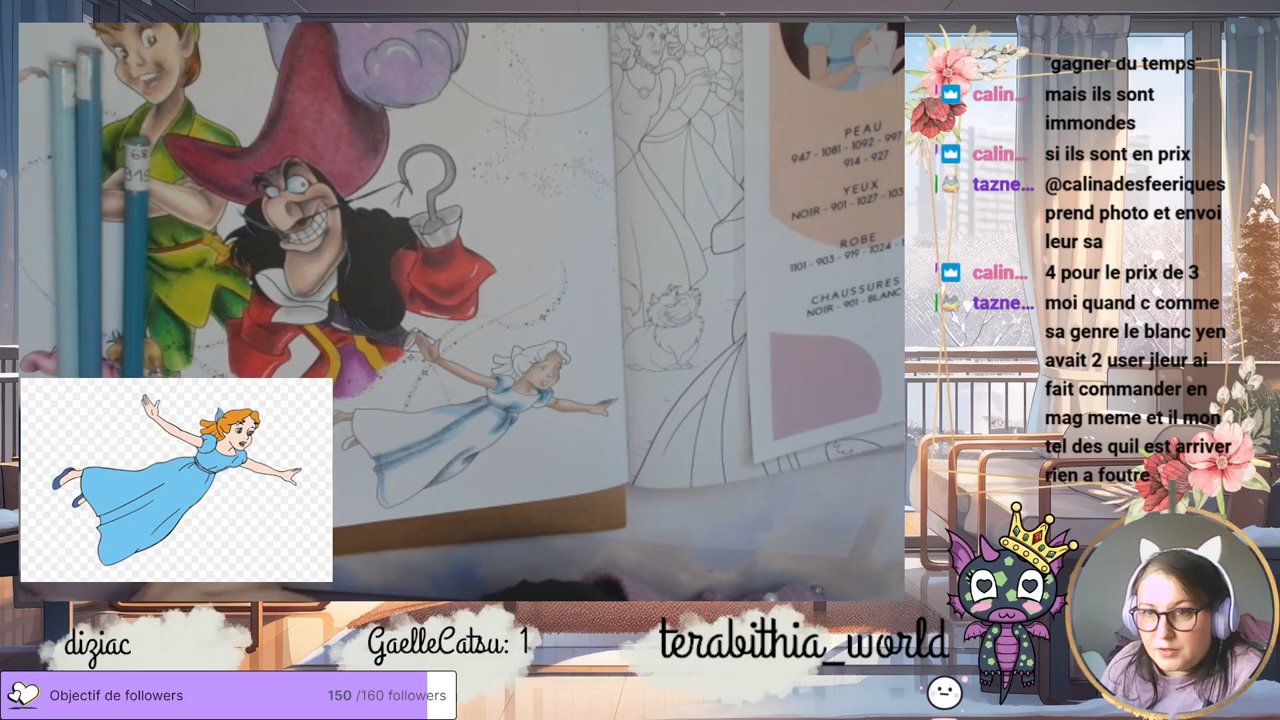 "gagner du temps"
calin... mais ils sont
immondes
calin... si ils sont en prix
tazne... @calinadesfeeriques
prend photo et envoi
leur sa
calin... 4 pour le prix de 3
tazne... moi quand c comme
sa genre le blanc yen
avait 2 user jleur ai
fait commander en
mag meme et il mon
tel des quil est arriver
rien a foutre
PEAU
947 - 1081 - 1092 - 997
914 - 927
YEUX
NOIR - 901 - 1027 - 103
ROBE
1101 - 903 - 919 - 1024 -
CHAUSSURES
NOIR - 901 - BLANC
diziac
GaelleCatsu: 1
terabithia_world
Objectif de followers
150 /160 followers